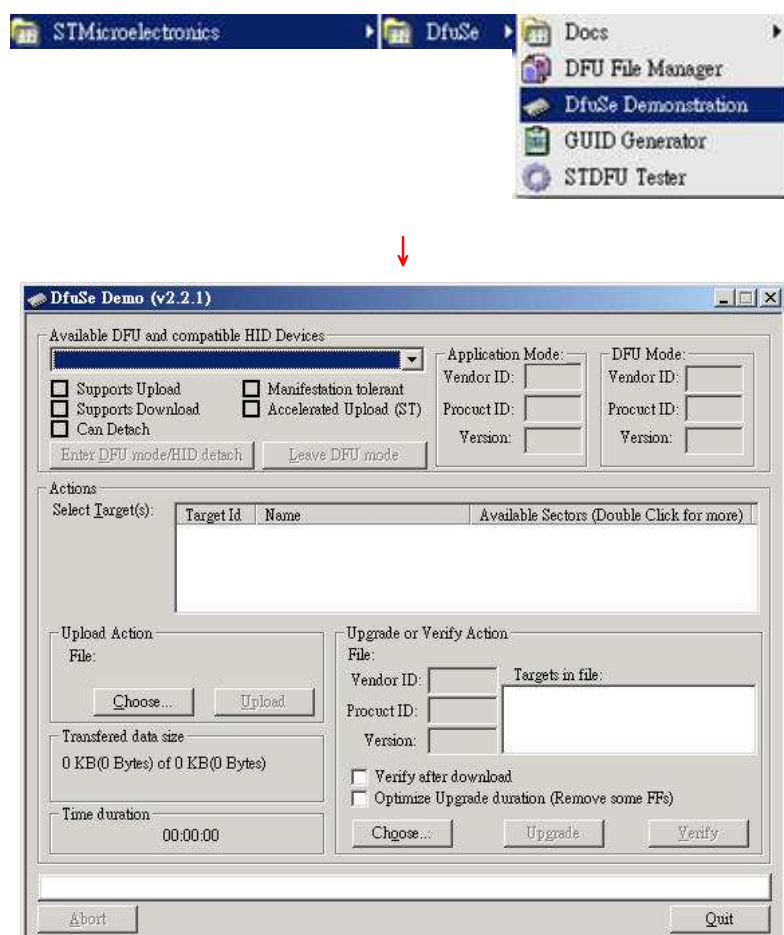 STMicroelectronics
DfuSe
Docs
DFU File Manager
DfuSe Demonstration
GUID Generator
STDFU Tester
DfuSe Demo (v2.2.1)
Available DFU and compatible HID Devices
Supports Upload
Manifestation tolerant
Supports Download
Accelerated Upload (ST)
Can Detach
Enter DFU mode/HID detach
Leave DFU mode
Application Mode:
Vendor ID:
Procuct ID:
Version:
DFU Mode:
Vendor ID:
Procuct ID:
Version:
Actions
Select Target(s):
Target Id Name Available Sectors (Double Click for more)
Upload Action
File:
Choose...
Upload
Transfered data size
0 KB(0 Bytes) of 0 KB(0 Bytes)
Time duration
00:00:00
Upgrade or Verify Action
File:
Vendor ID:
Procuct ID:
Version:
Targets in file:
Verify after download
Optimize Upgrade duration (Remove some FFs)
Choose...
Upgrade
Verify
Abort
Quit